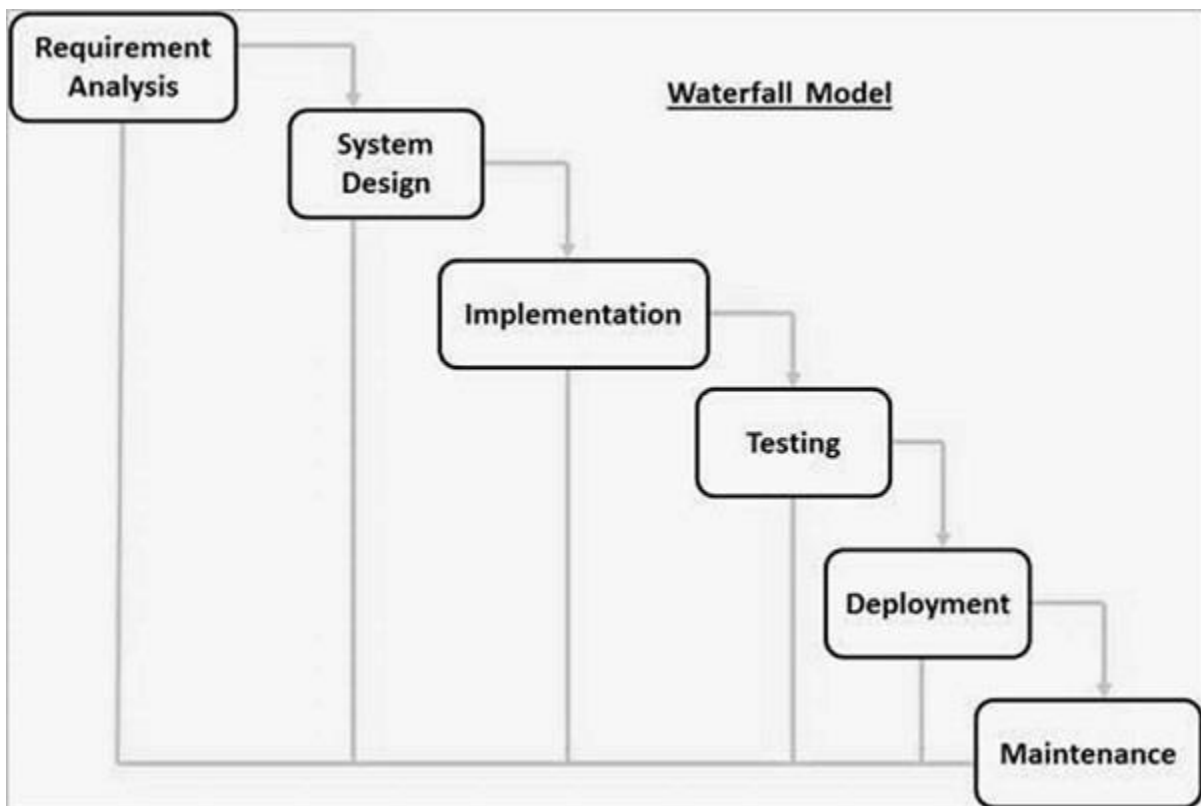 Requirement
Analysis
Waterfall Model
System
Design
Implementation
Testing
Deployment
Maintenance